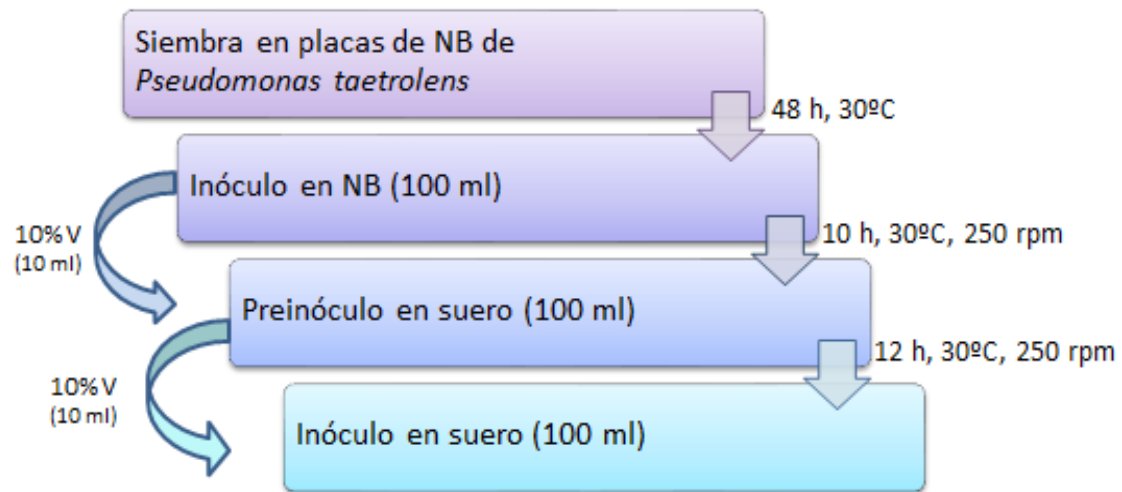 Siembra en placas de NB de
Pseudomonas taetrolens
48 h, 30ºC
Inóculo en NB (100 ml)
10% V
(10 ml)
10 h, 30ºC, 250 rpm
Preinóculo en suero (100 ml)
12 h, 30ºC, 250 rpm
10% V
(10 ml)
Inóculo en suero (100 ml)